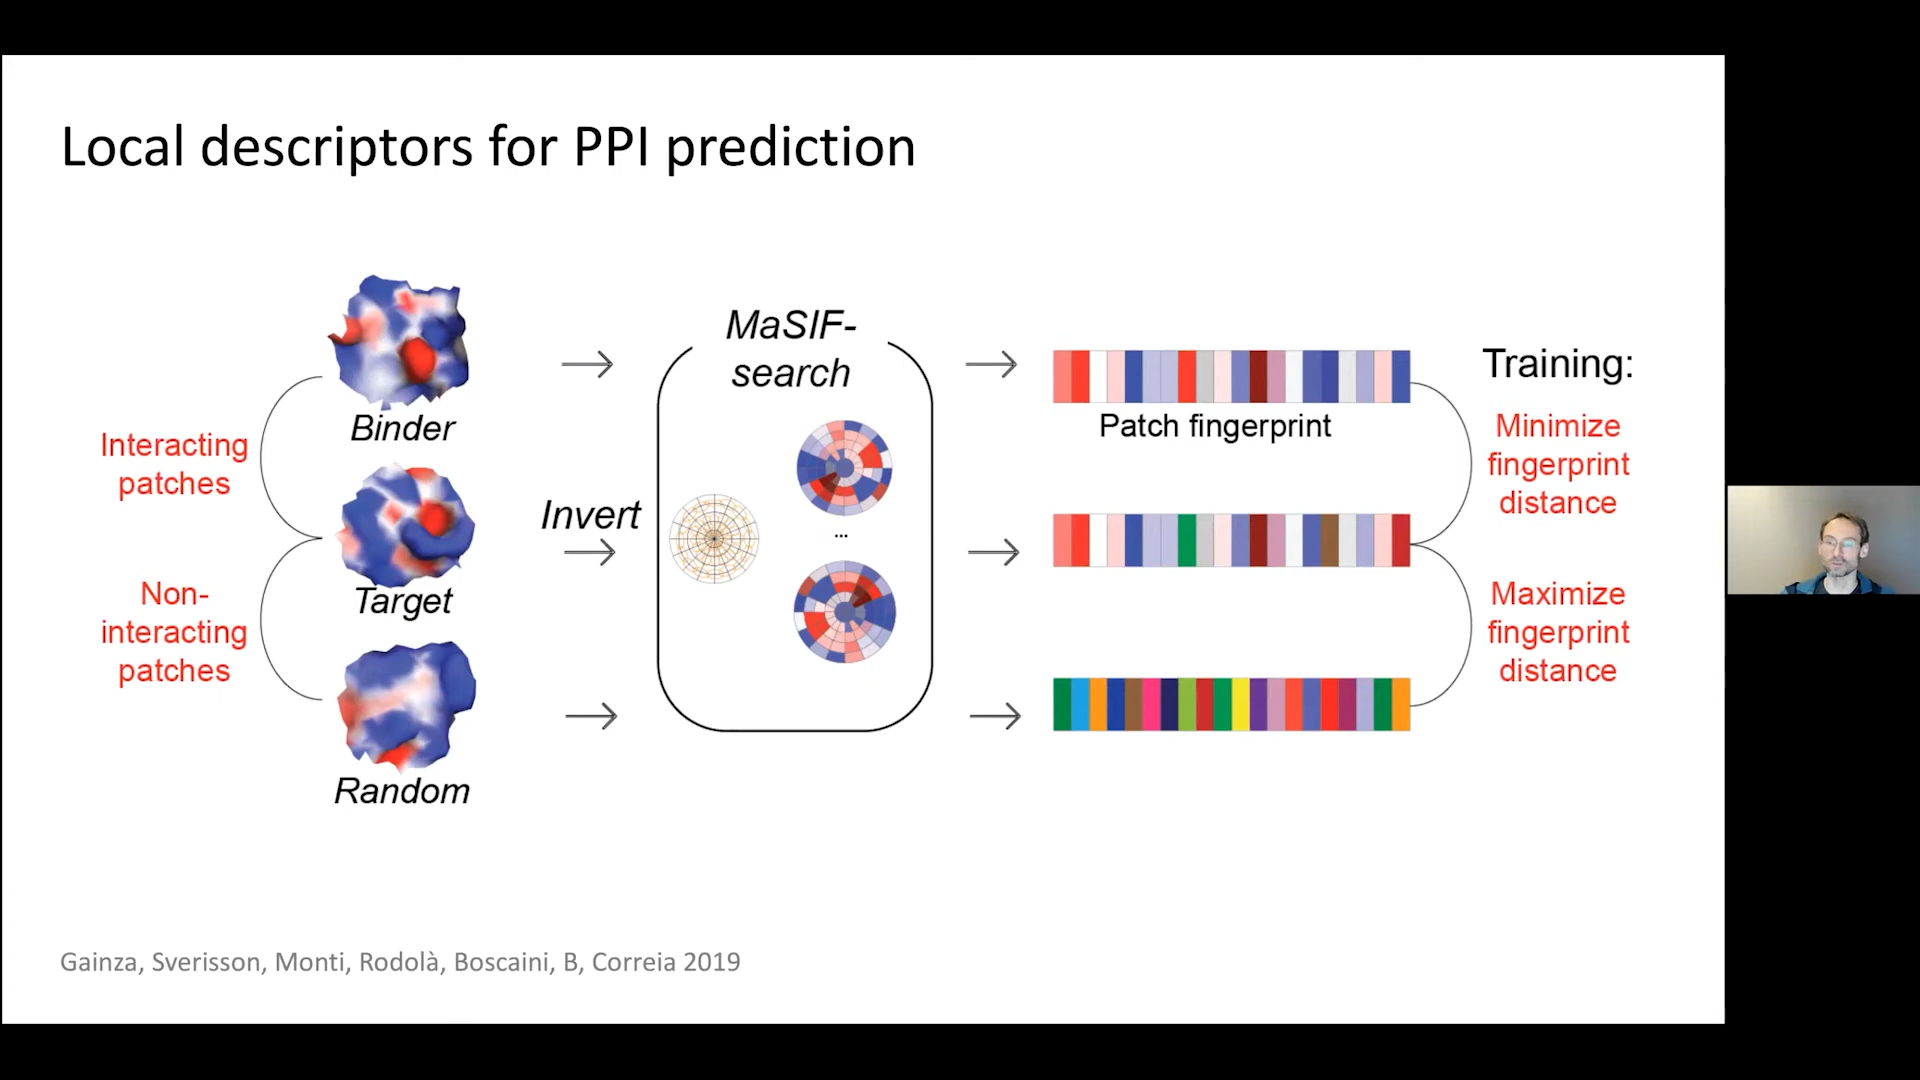 Local descriptors for PPI prediction
Interacting
patches
Non-
interacting
patches
Binder
Target
Random
Invert
MaSIF-
search
...
Patch fingerprint
Training:
Minimize
fingerprint
distance
Maximize
fingerprint
distance
Gainza, Sverisson, Monti, Rodolà, Boscaini, B, Correia 2019